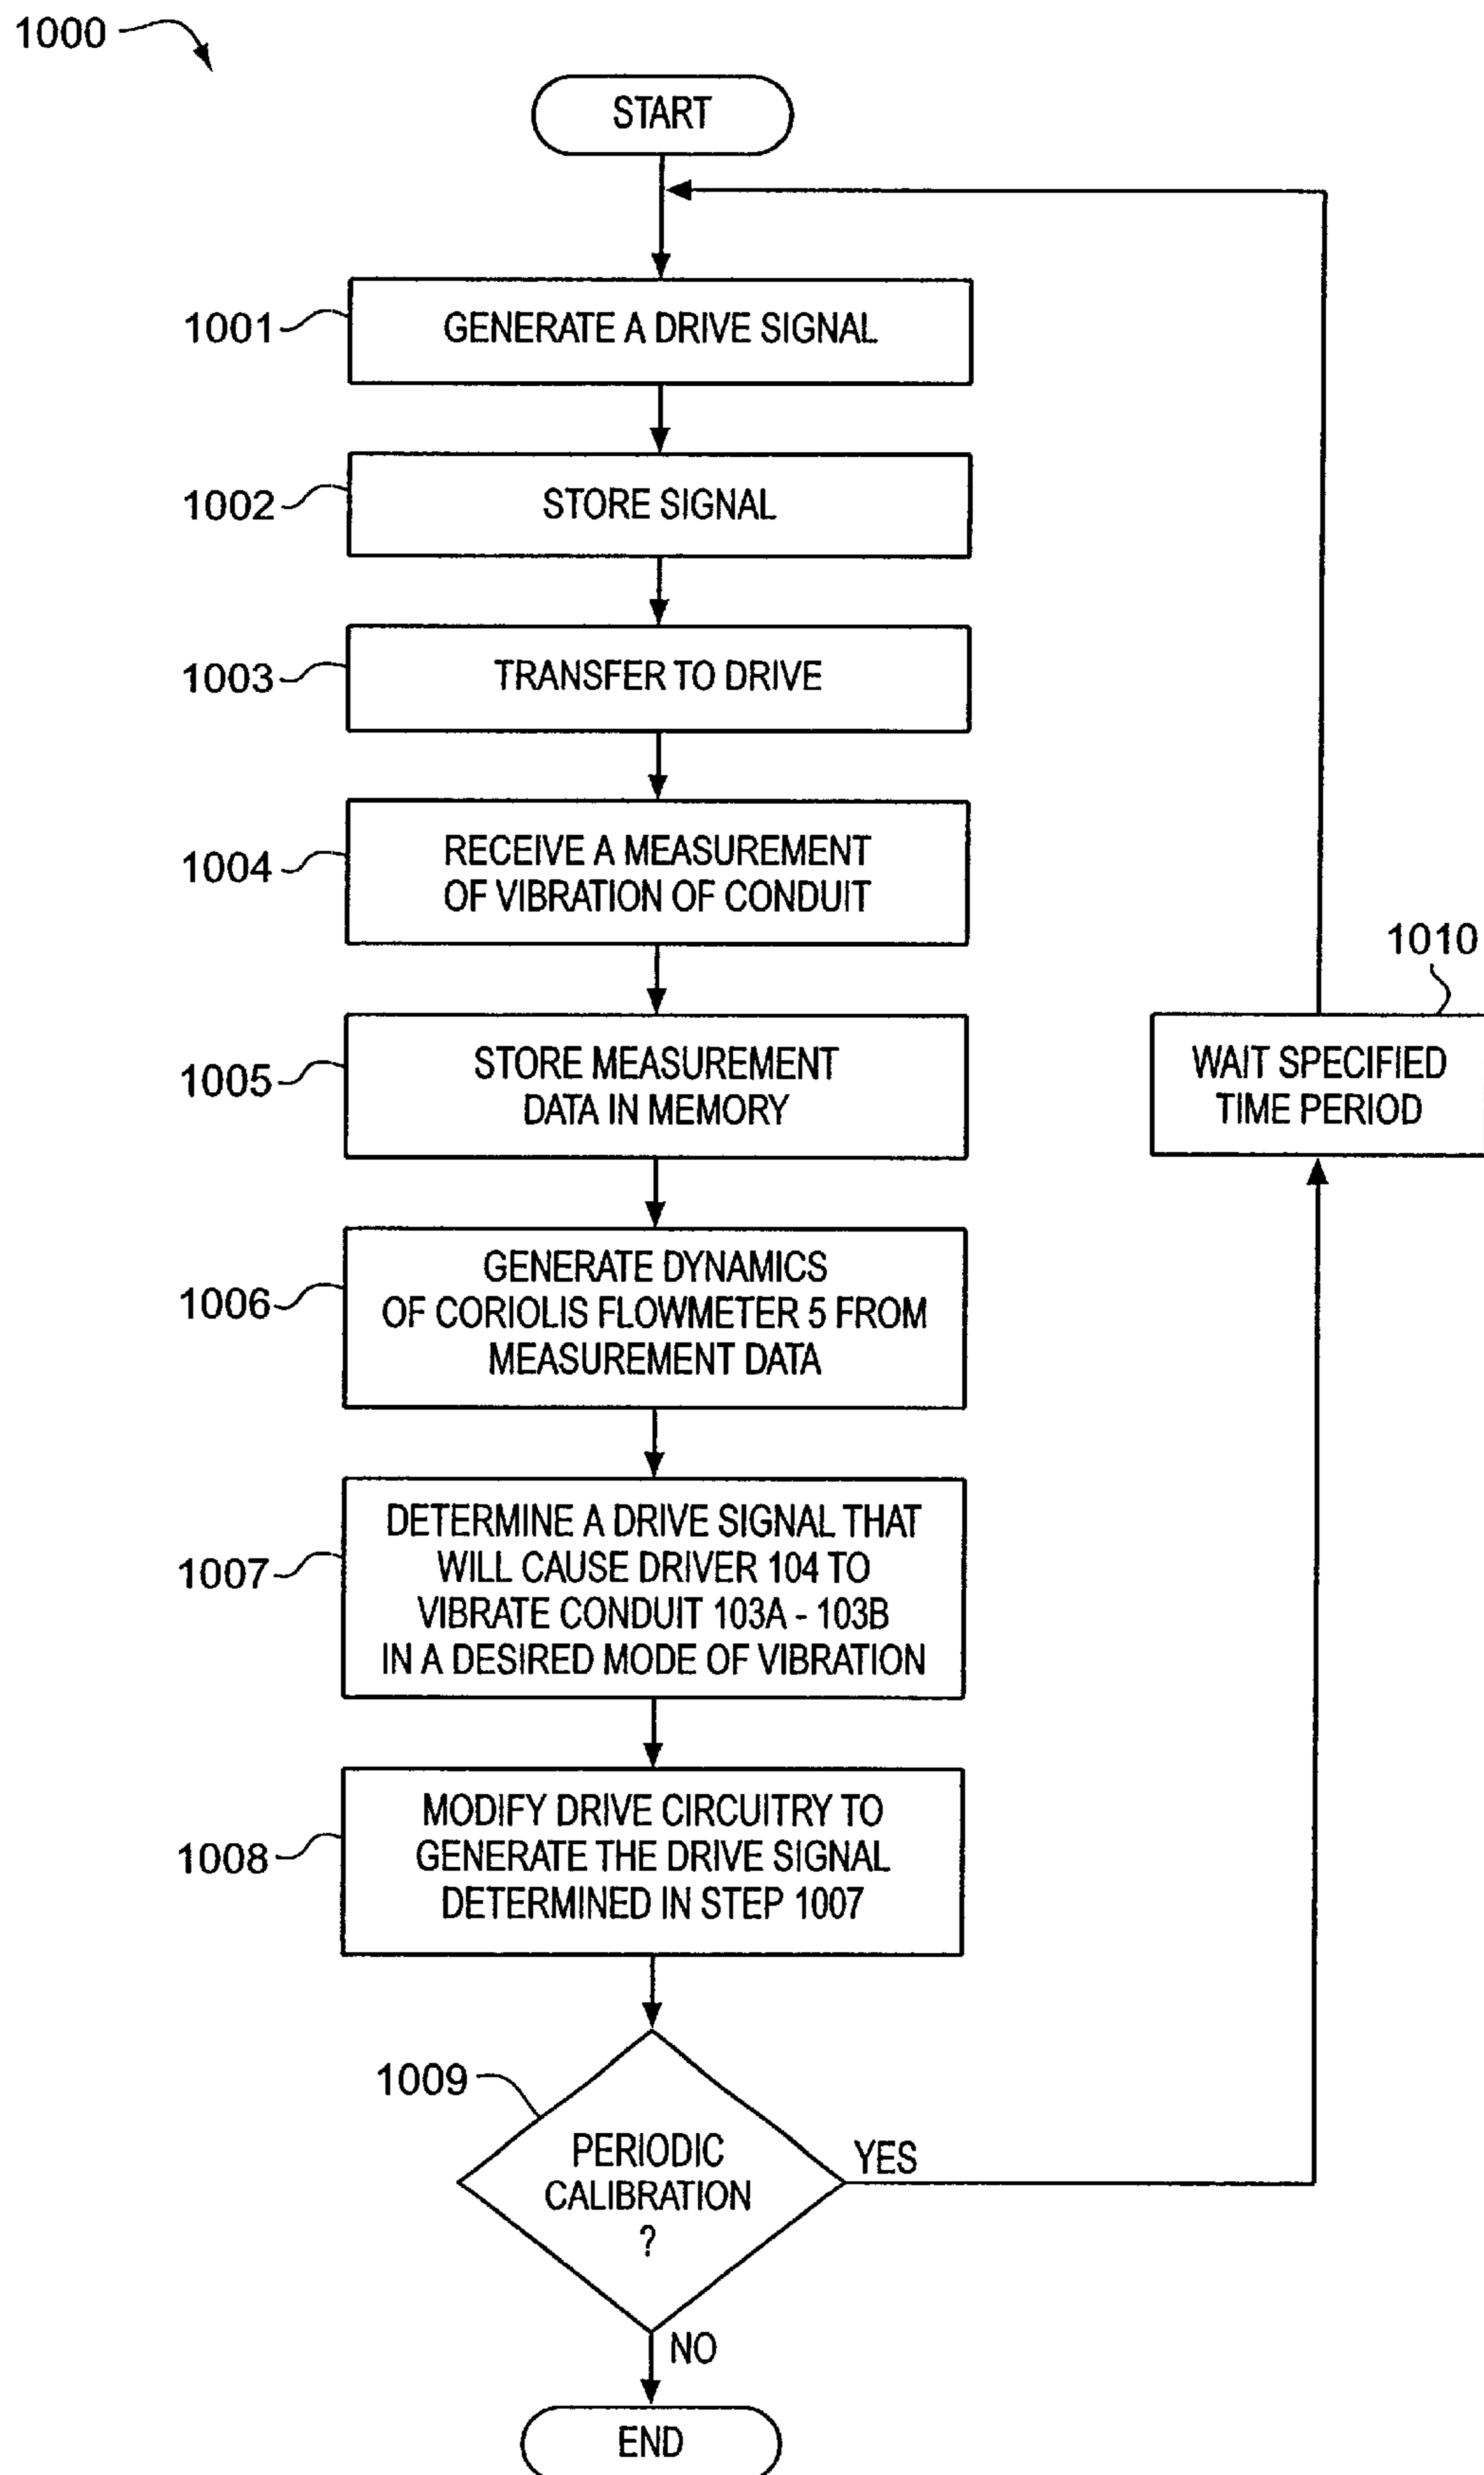 1000
START
1001
GENERATE A DRIVE SIGNAL
1002
STORE SIGNAL
1003
TRANSFER TO DRIVE
1004
RECEIVE A MEASUREMENT
OF VIBRATION OF CONDUIT
1005
STORE MEASUREMENT
DATA IN MEMORY
1010
WAIT SPECIFIED
TIME PERIOD
1006
GENERATE DYNAMICS
OF CORIOLIS FLOWMETER 5 FROM
MEASUREMENT DATA
1007
DETERMINE A DRIVE SIGNAL THAT
WILL CAUSE DRIVER 104 TO
VIBRATE CONDUIT 103A - 103B
IN A DESIRED MODE OF VIBRATION
1008
MODIFY DRIVE CIRCUITRY TO
GENERATE THE DRIVE SIGNAL
DETERMINED IN STEP 1007
1009
PERIODIC
CALIBRATION
?
YES
NO
END